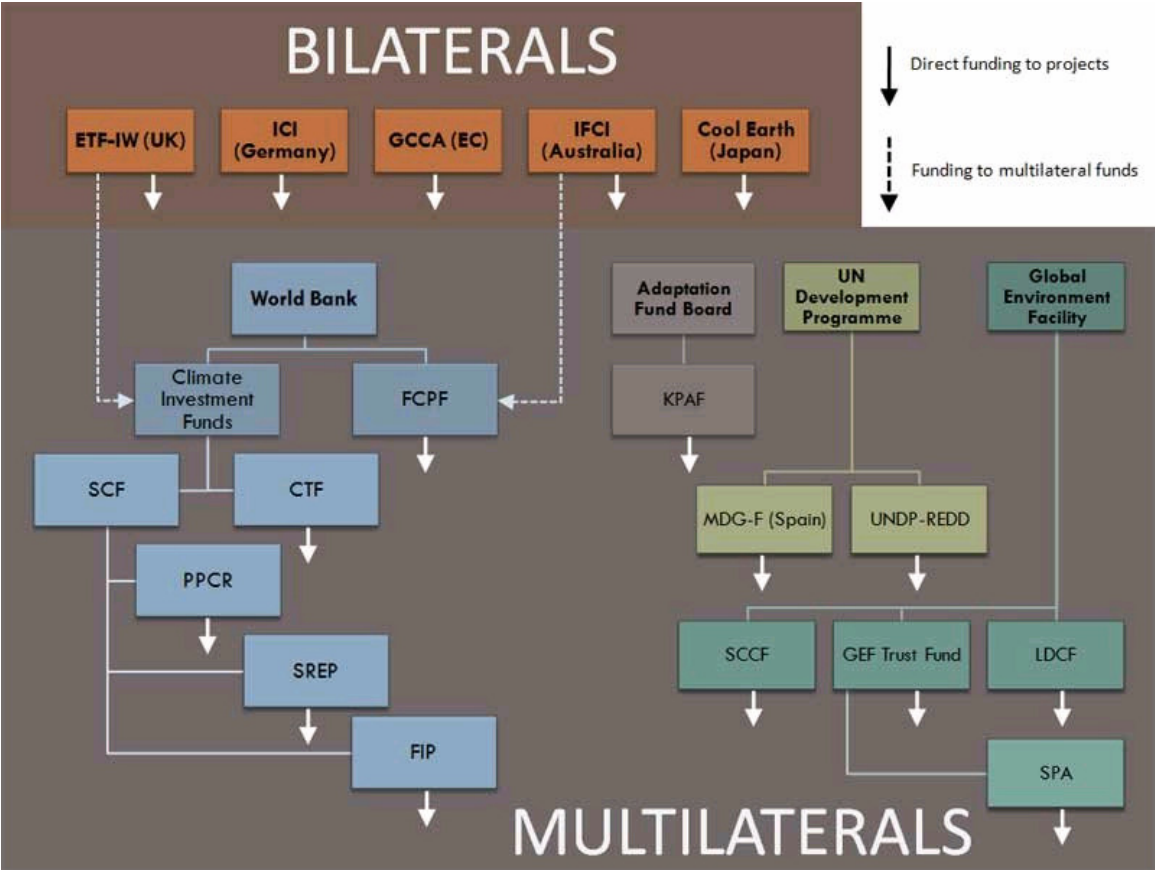 BILATERALS
Direct funding to projects
Funding to multilateral funds
ETF-IW (UK)
ICI
(Germany)
GCCA (EC)
IFCI
(Australia)
Cool Earth
(Japan)
World Bank
Adaptation
Fund Board
UN
Development
Programme
Global
Environment
Facility
Climate
Investment
Funds
FCPF
KPAF
SCF
CTF
MDG-F (Spain)
UNDP-REDD
PPCR
SREP
FIP
SCCF
GEF Trust Fund
LDCF
SPA
MULTILATERALS